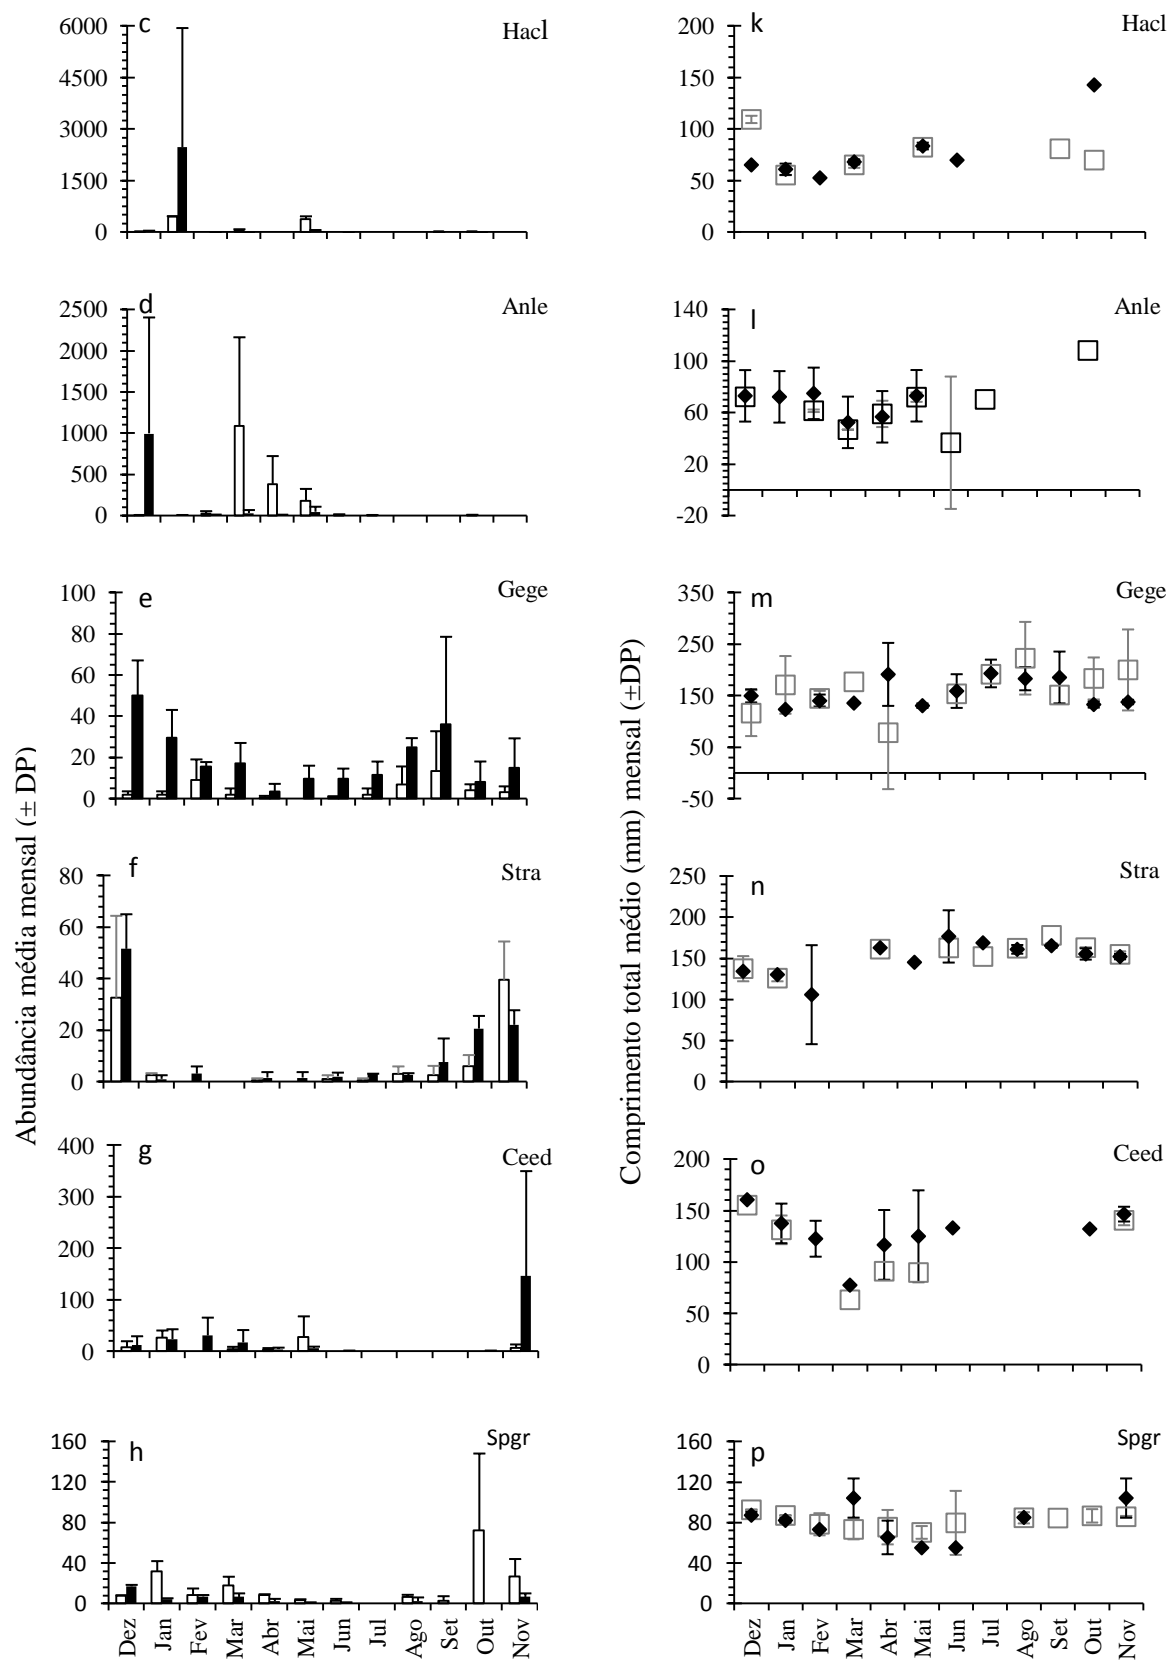 c
Hacl
6000
4500
3000
1500
0
k
Hacl
200
150
100
50
0
d
Anle
2500
2000
1500
1000
500
0
l
Anle
140
100
60
20
-20
e
Gege
100
80
60
40
20
0
m
Gege
350
250
150
50
-50
f
Stra
80
60
40
20
0
n
Stra
250
200
150
100
50
0
g
Ceed
400
300
200
100
0
o
Ceed
200
150
100
50
0
h
Spgr
160
120
80
40
0
Dez Jan Fev Mar Abr Mai Jun Jul Ago Set Out Nov
p
Spgr
160
120
80
40
0
Dez Jan Fev Mar Abr Mai Jun Jul Ago Set Out Nov
Abundância média mensal (± DP)
Comprimento total médio (mm) mensal (±DP)